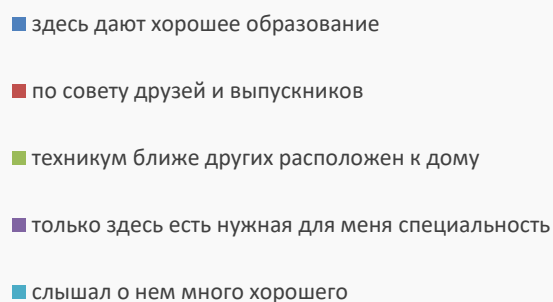 здесь дают хорошее образование
по совету друзей и выпускников
техникум ближе других расположен к дому
только здесь есть нужная для меня специальность
слышал о нем много хорошего